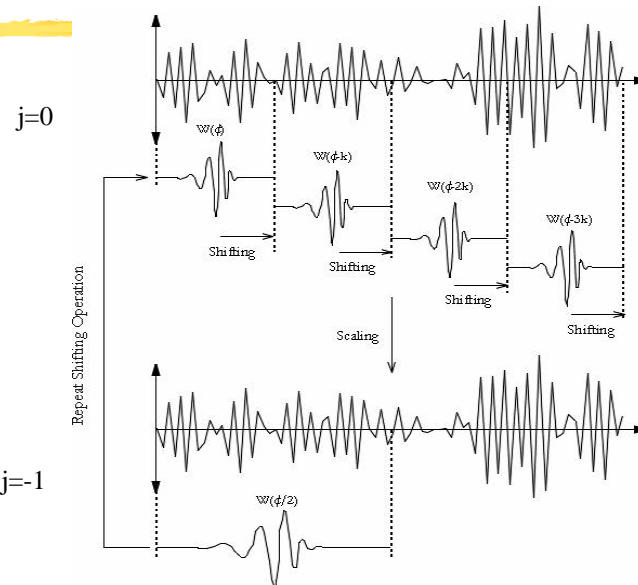 j=0
W(ɸ)
W(ɸ-k)
W(ɸ-2k)
W(ɸ-3k)
Shifting
Shifting
Shifting
Shifting
Scaling
Repeat Shifting Operation
j=-1
W(ɸ/2)